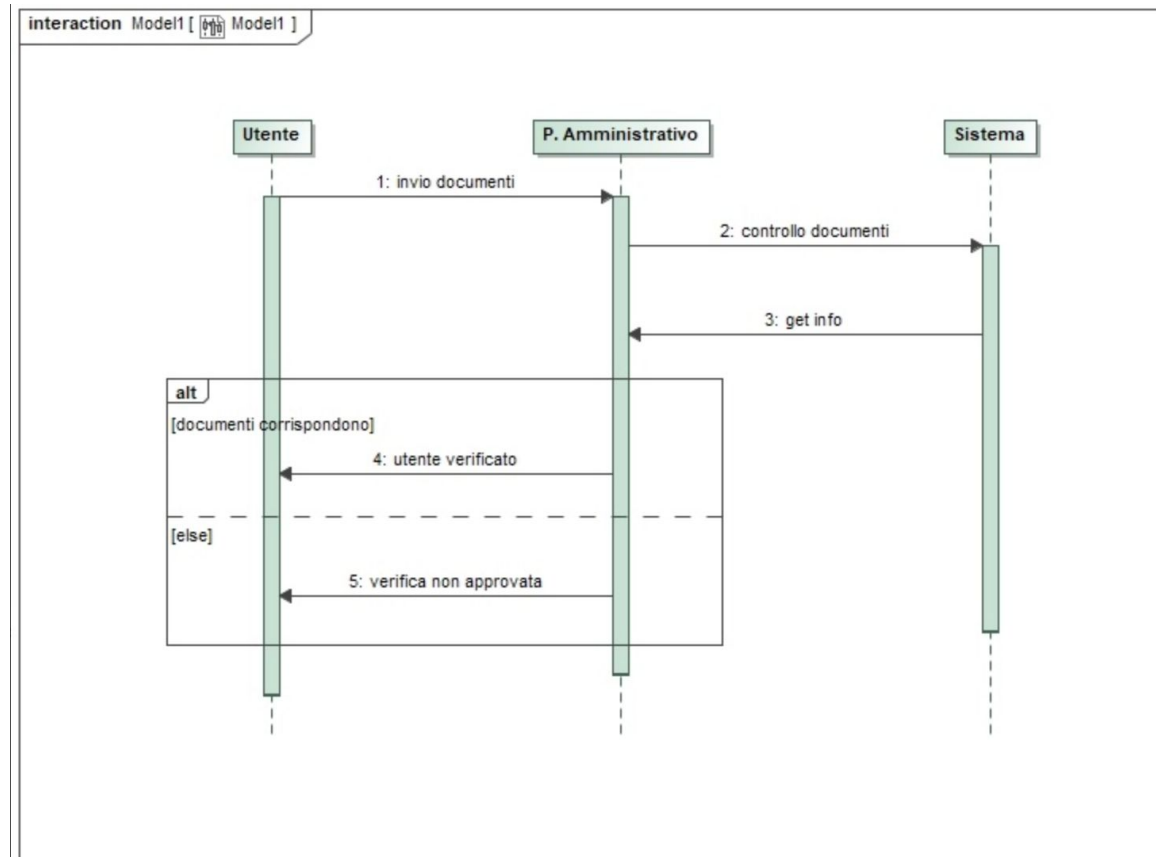 interaction Model1 [ Model1 ]
Utente
P. Amministrativo
Sistema
1: invio documenti
2: controllo documenti
3: get info
alt
[documenti corrispondono]
4: utente verificato
[else]
5: verifica non approvata